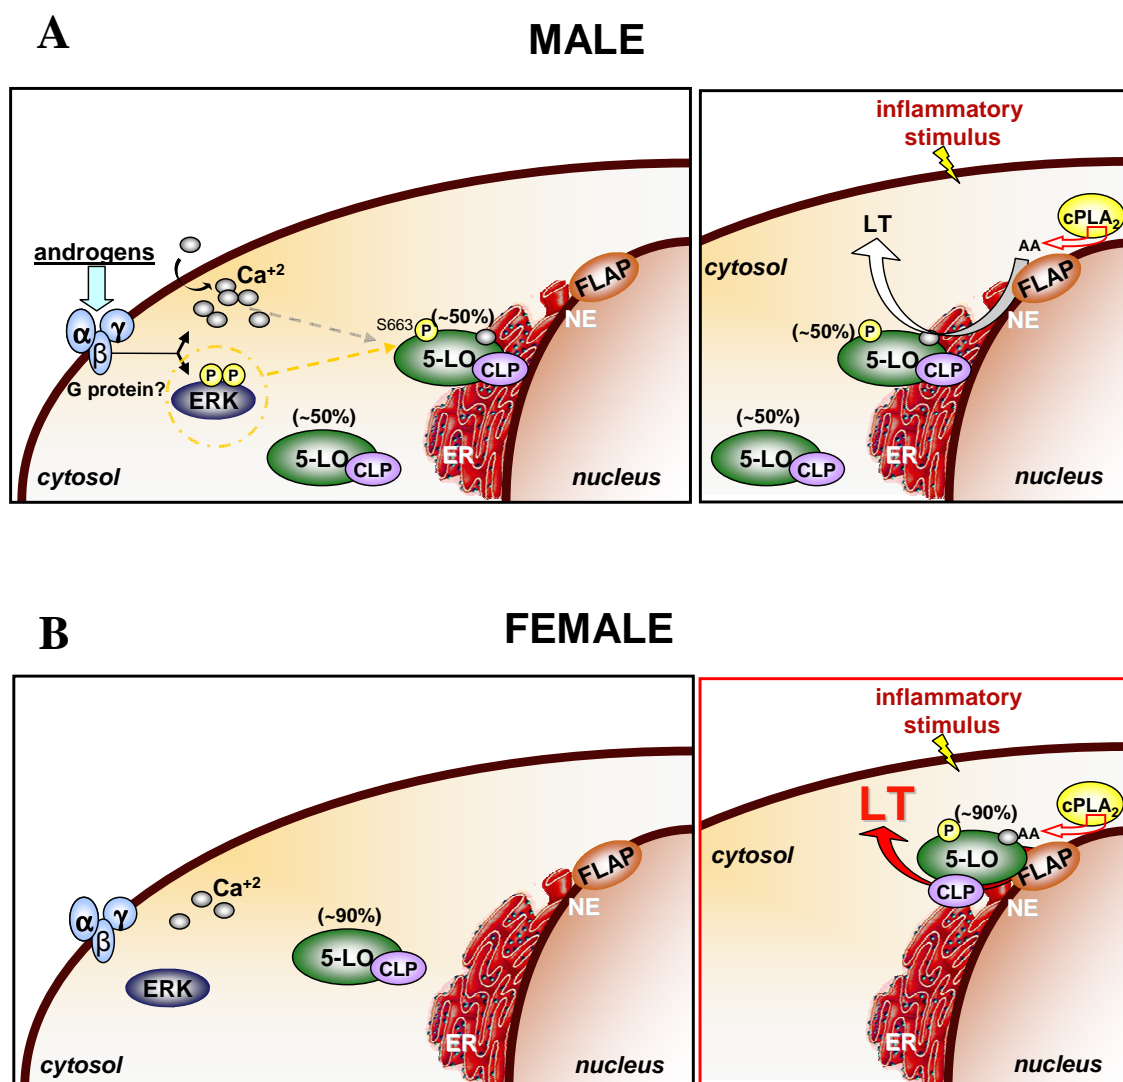 A
MALE
androgens
α
γ
β
G protein?
Ca+2
P
P
ERK
S663
P
(~50%)
5-LO
CLP
(~50%)
5-LO
CLP
FLAP
NE
ER
cytosol
nucleus
inflammatory
stimulus
cPLA2
AA
LT
cytosol
FLAP
NE
(~50%)
P
5-LO
CLP
(~50%)
5-LO
CLP
ER
nucleus
B
FEMALE
α
γ
β
Ca+2
ERK
(~90%)
5-LO
CLP
FLAP
NE
ER
cytosol
nucleus
inflammatory
stimulus
cPLA2
LT
(~90%)
P
AA
5-LO
CLP
FLAP
cytosol
NE
ER
nucleus